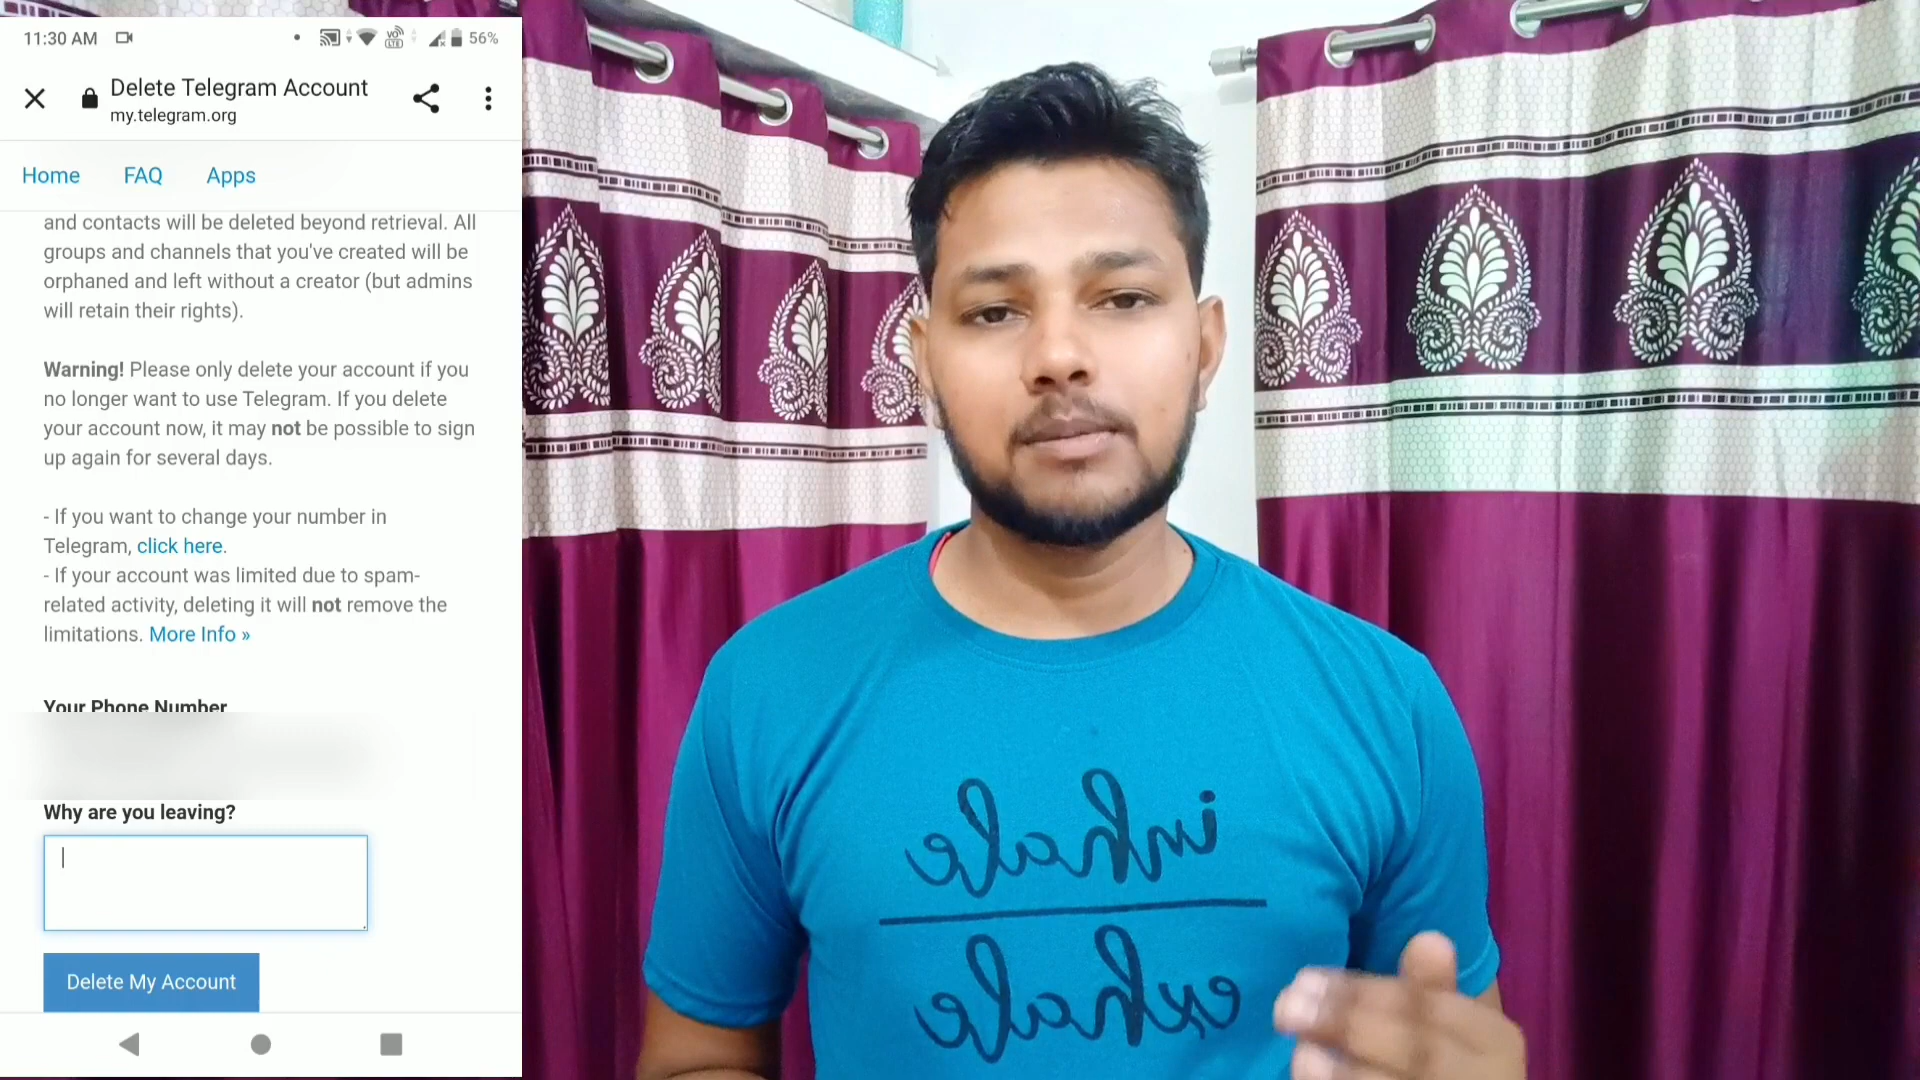 11:30 AM
VO
LTE
56%
Delete Telegram Account
my.telegram.org
Home FAQ Apps
and contacts will be deleted beyond retrieval. All
groups and channels that you've created will be
orphaned and left without a creator (but admins
will retain their rights).
Warning! Please only delete your account if you
no longer want to use Telegram. If you delete
your account now, it may not be possible to sign
up again for several days.
- If you want to change your number in
Telegram, click here.
- If your account was limited due to spam-
related activity, deleting it will not remove the
limitations. More Info »
Your Phone Number
Why are you leaving?
Delete My Account
inhale
exhale